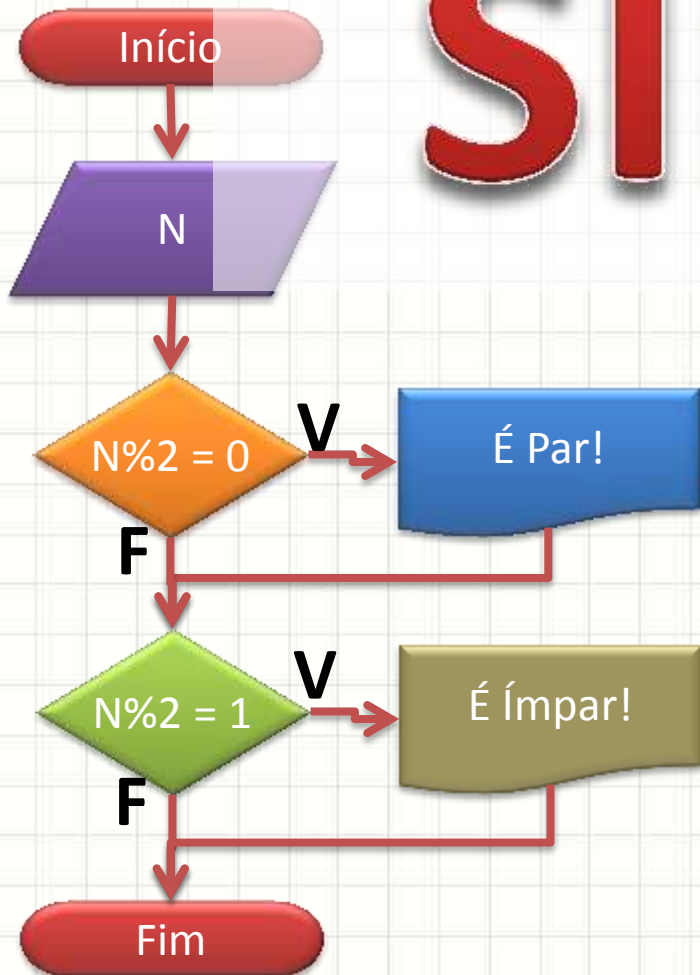 Início
SI
N
N%2 = 0
V
É Par!
F
N%2 = 1
V
É Ímpar!
F
Fim